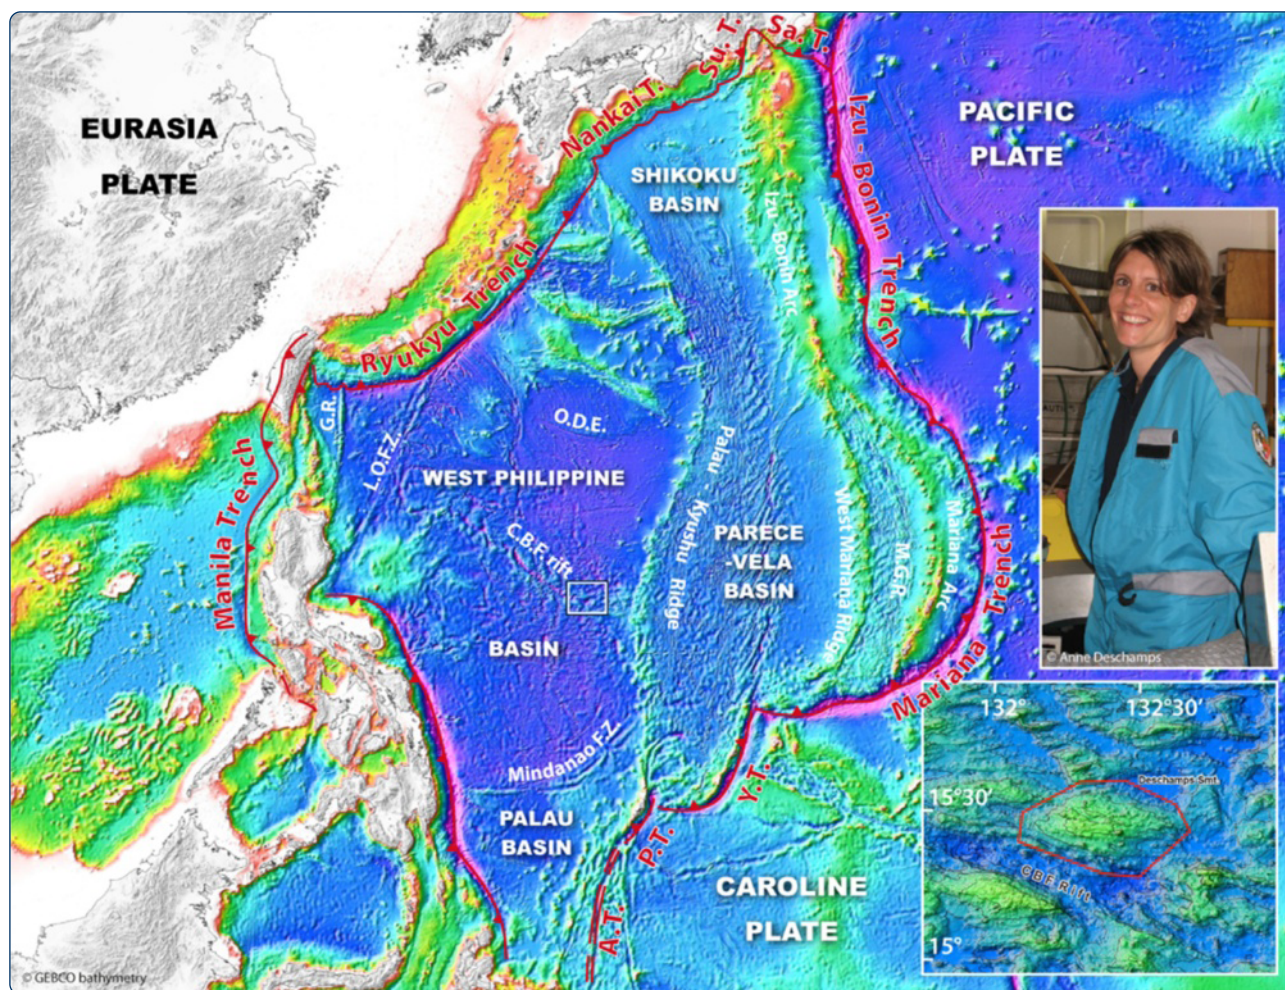 EURASIA
PLATE
Su. T.
Sa. T.
Nankai T.
PACIFIC
PLATE
SHIKOKU
BASIN
Izu - Bonin Trench
Izu - Bonin Arc
Ryukyu Trench
G.R.
L.O.F.Z.
O.D.E.
WEST PHILIPPINE
BASIN
C.B.F. rift
Palau - Kyushu Ridge
PARECE
-VELA
BASIN
West Mariana Ridge
M.G.R
Mariana Arc
Mariana Trench
Manila Trench
Mindanao F.Z.
PALAU
BASIN
Y.T.
P.T.
A.T.
CAROLINE
PLATE
© Anne Deschamps
132°
132°30'
Deschamps Smt.
15°30'
CBF Rift
15°
© GEBCO bathymetry